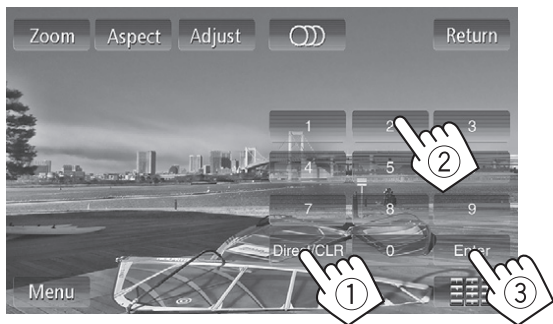 Zoom Aspect Adjust Return
1 2 3
4 5
2
7 8 9
Direct/CLR 0 Enter
Menu 1 3